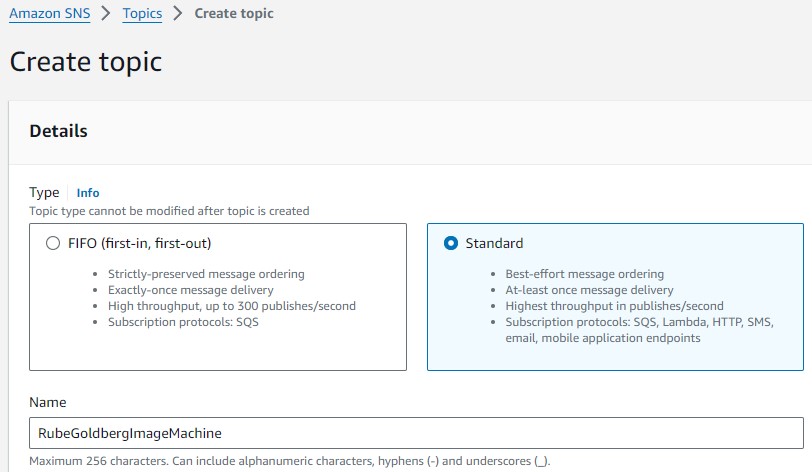 Amazon SNS > Topics > Create topic
Create topic
Details
Type Info
Topic type cannot be modified after topic is created
FIFO (first-in, first-out)
• Strictly-preserved message ordering
• Exactly-once message delivery
• High throughput, up to 300 publishes/second
• Subscription protocols: SQS
Standard
• Best-effort message ordering
• At-least once message delivery
• Highest throughput in publishes/second
• Subscription protocols: SQS, Lambda, HTTP, SMS,
email, mobile application endpoints
Name
RubeGoldbergImageMachine
Maximum 256 characters. Can include alphanumeric characters, hyphens (-) and underscores (_).